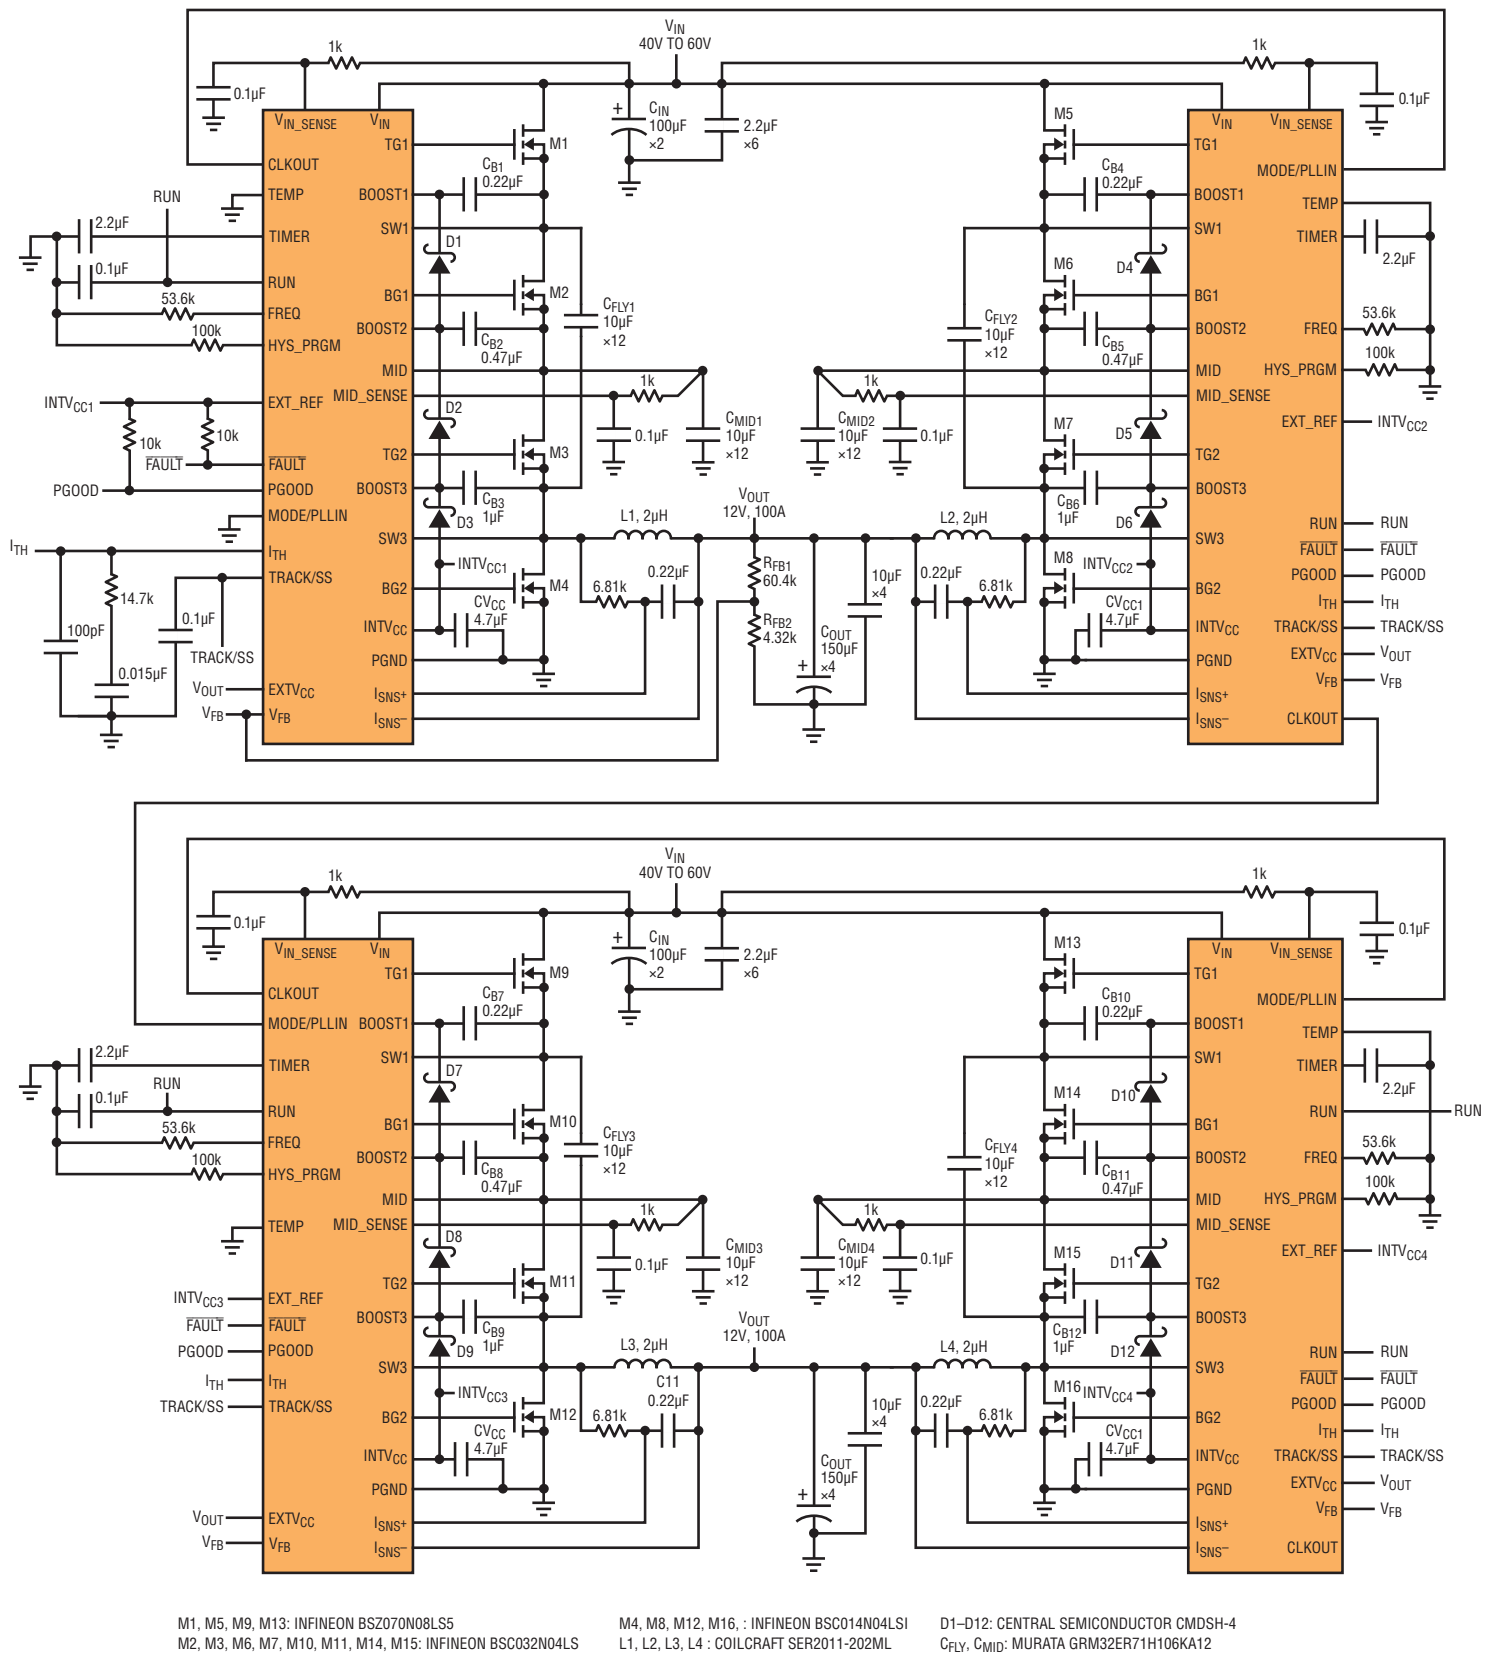 VIN
40V TO 60V
1k
0.1µF
CIN
100µF
×2
+
2.2µF
×6
1k
0.1µF
VIN_SENSE
VIN
CLKOUT
TEMP
TIMER
RUN
FREQ
HYS_PRGM
EXT_REF
FAULT
PGOOD
MODE/PLLIN
ITH
TRACK/SS
EXTVCC
VFB
TG1
BOOST1
SW1
BG1
BOOST2
MID
MID_SENSE
TG2
BOOST3
SW3
BG2
INTVCC
PGND
ISNS+
ISNS–
RUN
2.2µF
0.1µF
53.6k
100k
INTVCC1
10k
10k
FAULT
PGOOD
ITH
14.7k
100pF
0.1µF
TRACK/SS
0.015µF
VOUT
VFB
M1
CB1
0.22µF
D1
M2
CFLY1
10µF
×12
CB2
0.47µF
1k
D2
0.1µF
CMID1
10µF
×12
M3
CB3
1µF
D3
L1, 2µH
INTVCC1
M4
6.81k
0.22µF
CVCC
4.7µF
VOUT
12V, 100A
RFB1
60.4k
RFB2
4.32k
COUT
150µF
×4
+
10µF
×4
M5
CB4
0.22µF
D4
M6
CFLY2
10µF
×12
CB5
0.47µF
1k
CMID2
10µF
×12
0.1µF
M7
D5
CB6
1µF
D6
L2, 2µH
INTVCC2
M8
0.22µF
6.81k
CVCC1
4.7µF
VIN
VIN_SENSE
TG1
MODE/PLLIN
BOOST1
TEMP
SW1
TIMER
BG1
BOOST2
FREQ
MID
HYS_PRGM
MID_SENSE
EXT_REF
TG2
BOOST3
RUN
SW3
FAULT
PGOOD
BG2
ITH
INTVCC
TRACK/SS
EXTVCC
PGND
VFB
ISNS+
ISNS–
CLKOUT
2.2µF
53.6k
100k
INTVCC2
RUN
FAULT
PGOOD
ITH
TRACK/SS
VOUT
VFB
VIN
40V TO 60V
1k
0.1µF
CIN
100µF
×2
+
2.2µF
×6
1k
0.1µF
VIN_SENSE
VIN
CLKOUT
MODE/PLLIN
TIMER
RUN
FREQ
HYS_PRGM
TEMP
EXT_REF
FAULT
PGOOD
ITH
TRACK/SS
EXTVCC
VFB
TG1
BOOST1
SW1
BG1
BOOST2
MID
MID_SENSE
TG2
BOOST3
SW3
BG2
INTVCC
PGND
ISNS+
ISNS–
2.2µF
RUN
0.1µF
53.6k
100k
INTVCC3
FAULT
PGOOD
ITH
TRACK/SS
VOUT
VFB
M9
CB7
0.22µF
D7
M10
CFLY3
10µF
×12
CB8
0.47µF
1k
D8
0.1µF
CMID3
10µF
×12
M11
CB9
1µF
D9
L3, 2µH
INTVCC3
M12
6.81k
C11
0.22µF
CVCC
4.7µF
VOUT
12V, 100A
COUT
150µF
×4
+
10µF
×4
M13
CB10
0.22µF
D10
M14
CFLY4
10µF
×12
CB11
0.47µF
1k
CMID4
10µF
×12
0.1µF
M15
D11
CB12
1µF
D12
L4, 2µH
M16
INTVCC4
0.22µF
6.81k
CVCC1
4.7µF
VIN
VIN_SENSE
TG1
MODE/PLLIN
BOOST1
TEMP
SW1
TIMER
RUN
BG1
BOOST2
FREQ
MID
HYS_PRGM
MID_SENSE
EXT_REF
TG2
BOOST3
RUN
SW3
FAULT
PGOOD
BG2
ITH
INTVCC
TRACK/SS
EXTVCC
PGND
VFB
ISNS+
ISNS–
CLKOUT
2.2µF
RUN
53.6k
100k
INTVCC4
RUN
FAULT
PGOOD
ITH
TRACK/SS
VOUT
VFB
M1, M5, M9, M13: INFINEON BSZ070N08LS5
M2, M3, M6, M7, M10, M11, M14, M15: INFINEON BSC032N04LS
M4, M8, M12, M16, : INFINEON BSC014N04LSI
L1, L2, L3, L4 : COILCRAFT SER2011-202ML
D1–D12: CENTRAL SEMICONDUCTOR CMDSH-4
CFLY, CMID: MURATA GRM32ER71H106KA12